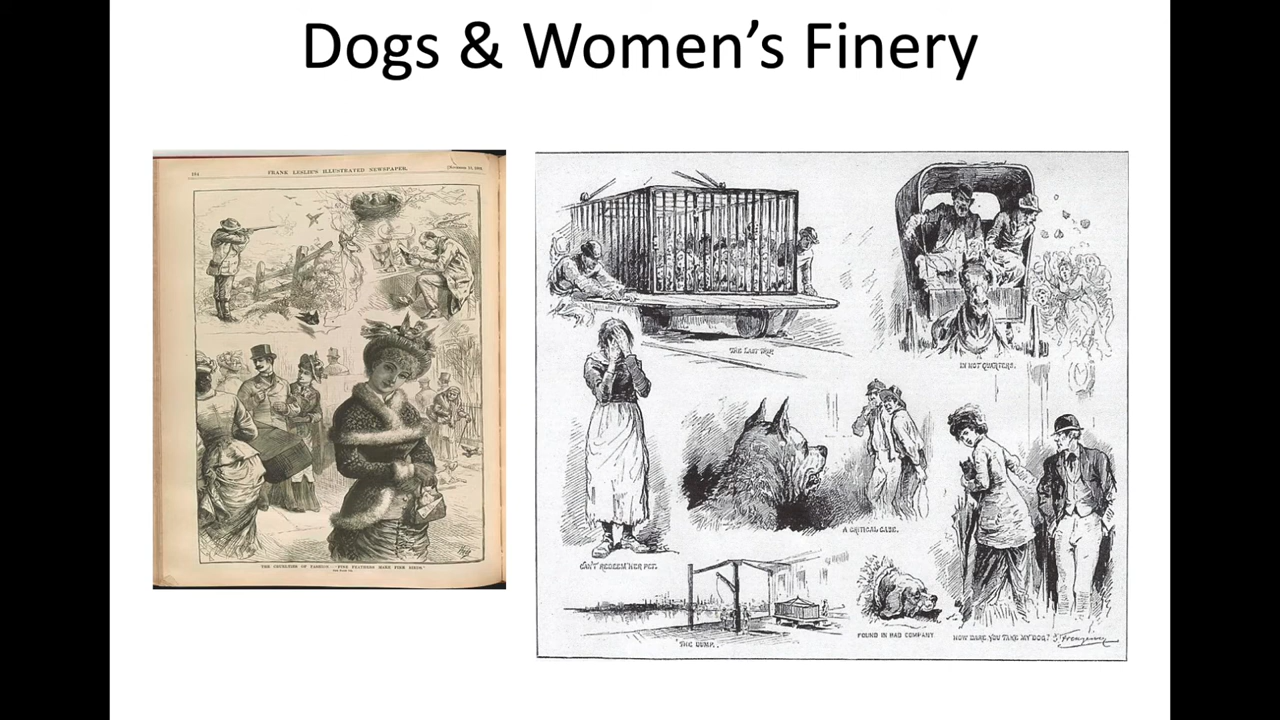 Dogs & Women's Finery
184
FRANK LESLIE'S ILLUSTRATED NEWSPAPER.
THE CRUELTIES OF FASHION.—"FINE FEATHERS MAKE FINE BIRDS."
THE LAST TRIP.
IN HOT QUARTERS.
A CRITICAL CASE.
CAN'T REDEEM HER PET.
"THE DUMP.
FOUND IN BAD COMPANY
HOW DARE YOU TAKE MY DOG?